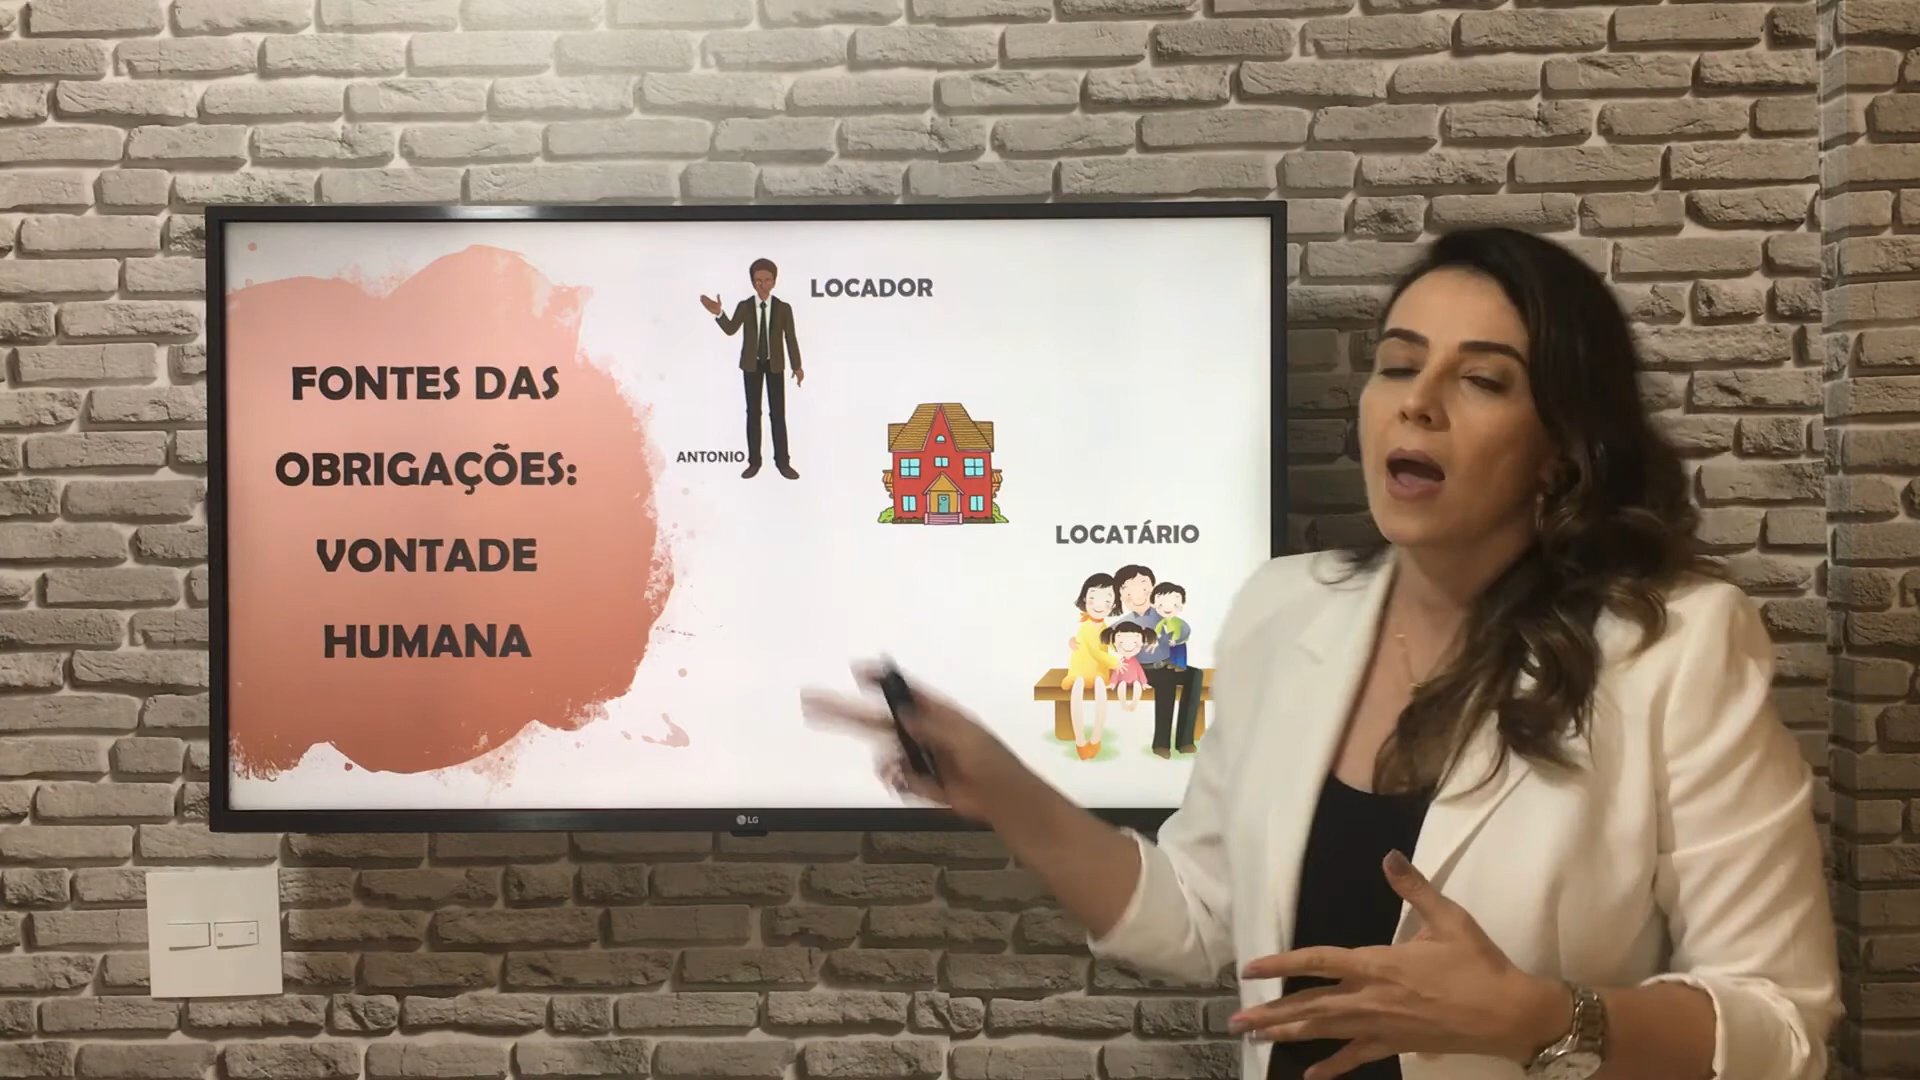 FONTES DAS
OBRIGAÇÕES:
VONTADE
HUMANA
LOCADOR
ANTONIO
LOCATÁRIO
LG